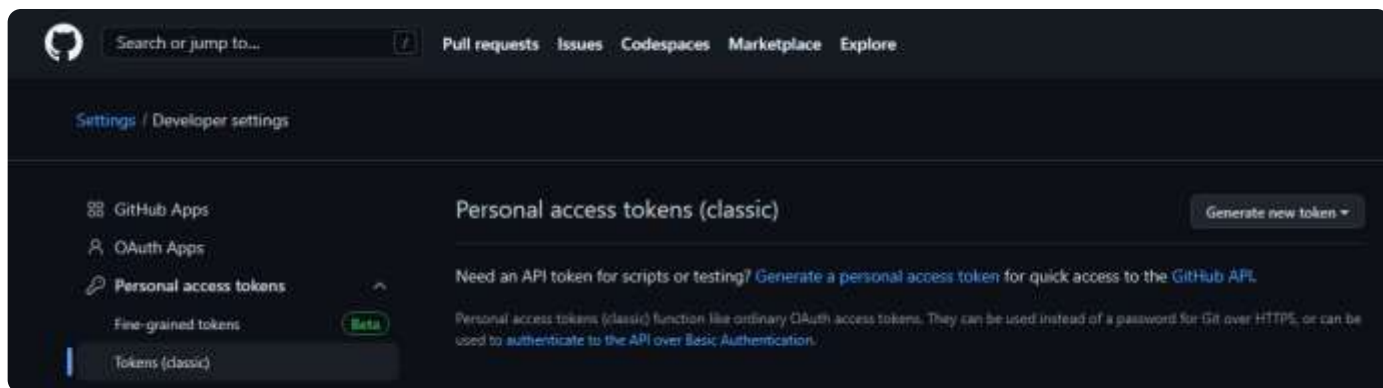 Search or jump to... /
Pull requests Issues Codespaces Marketplace Explore
Settings / Developer settings
GitHub Apps
OAuth Apps
Personal access tokens
Fine-grained tokens Beta
Tokens (classic)
Personal access tokens (classic)
Generate new token
Need an API token for scripts or testing? Generate a personal access token for quick access to the GitHub API.
Personal access tokens (classic) function like ordinary OAuth access tokens. They can be used instead of a password for Git over HTTPS, or can be
used to authenticate to the API over Basic Authentication.